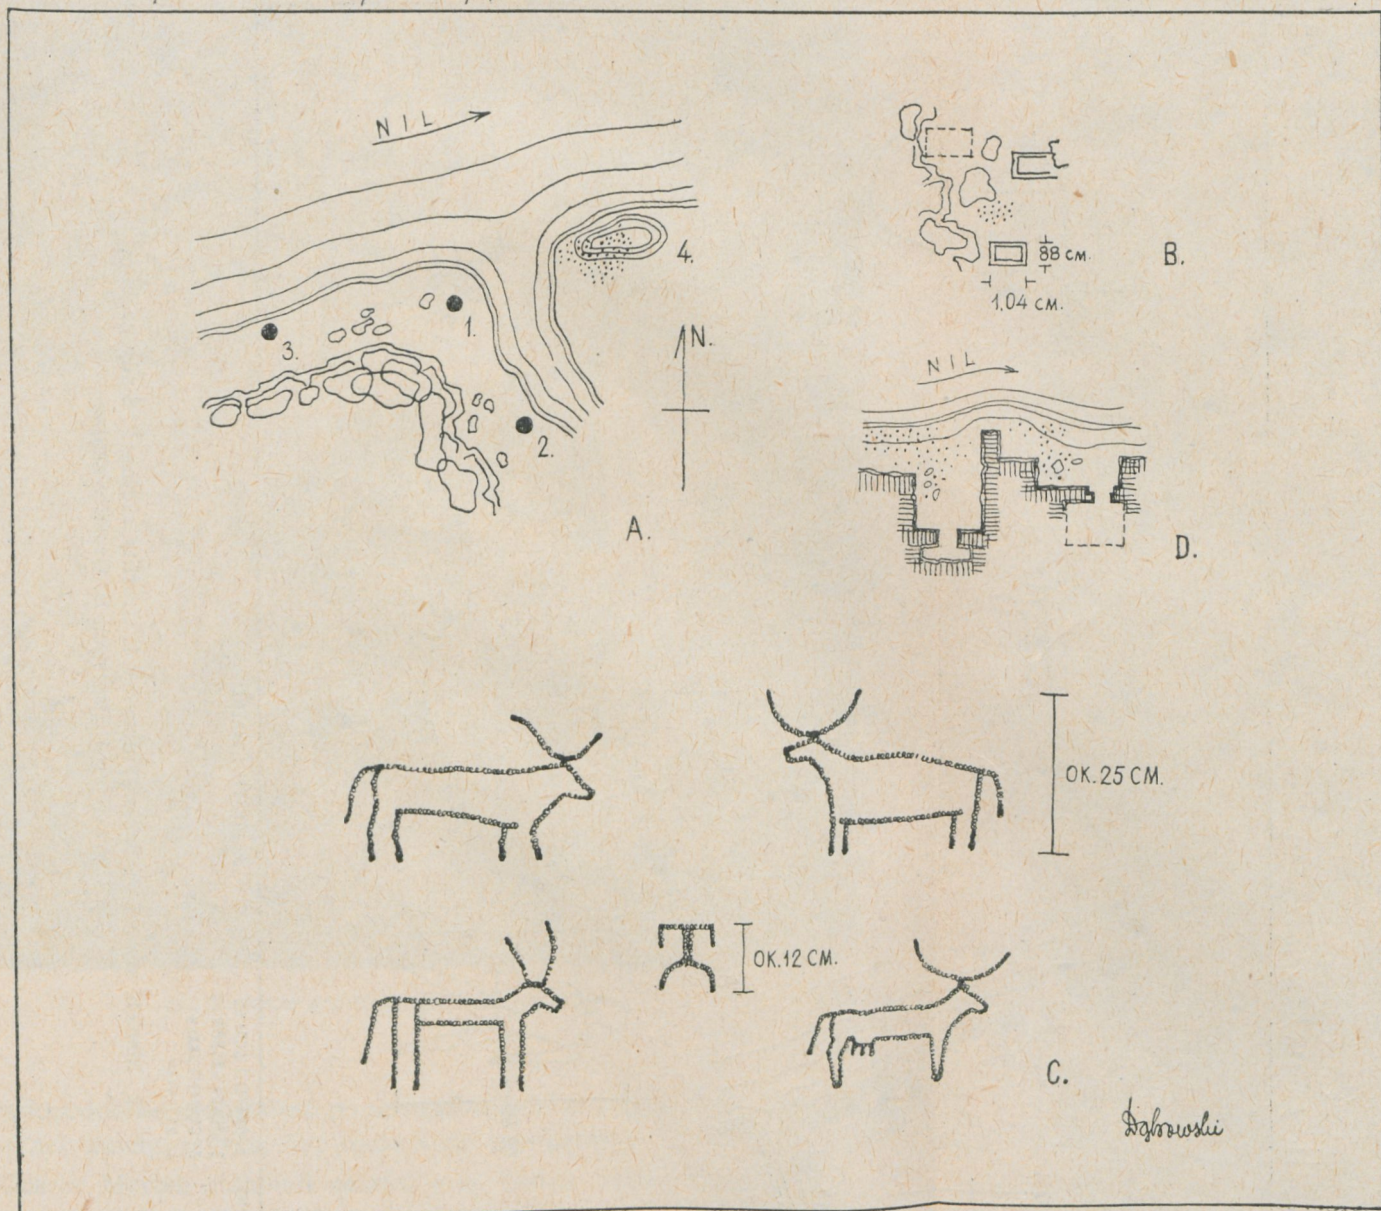 NIL
4.
1.
3.
N.
2.
A.
88 CM.
1,04 CM.
B.
NIL
D.
OK. 25 CM.
OK. 12 CM.
C.
Dąbrowski